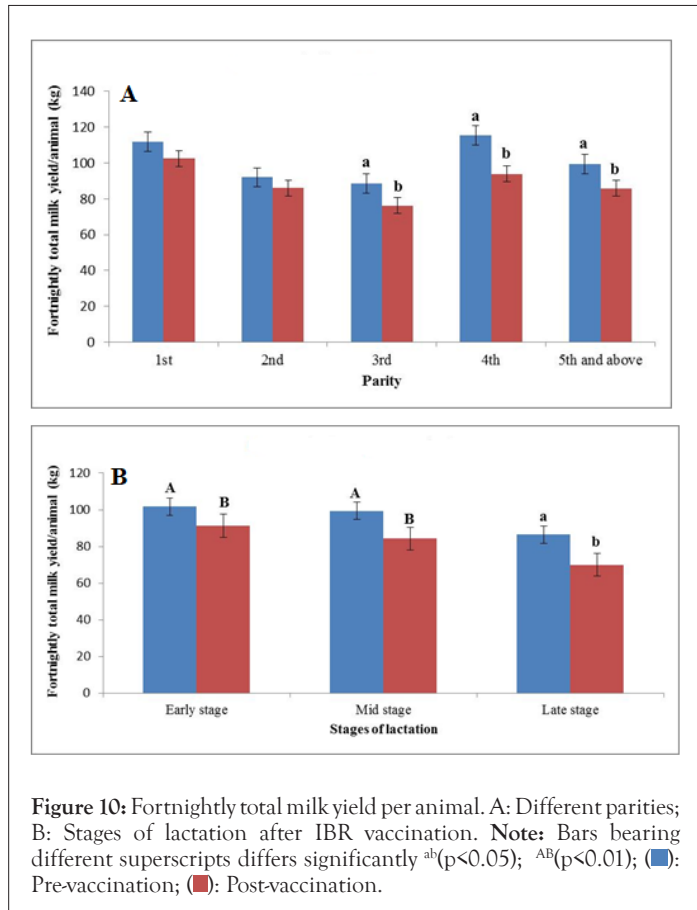 A
Fortnightly total milk yield/animal (kg)
140
120
100
80
60
40
20
0
a
b
a
b
a
b
1st
2nd
3rd
4th
5th and above
Parity
B
Fortnightly total milk yield/animal (kg)
120
100
80
60
40
20
0
A
B
A
B
a
b
Early stage
Mid stage
Late stage
Stages of lactation
Figure 10: Fortnightly total milk yield per animal. A: Different parities;
B: Stages of lactation after IBR vaccination. Note: Bars bearing
different superscripts differs significantly ab(p<0.05); AB(p<0.01); (■):
Pre-vaccination; (■): Post-vaccination.